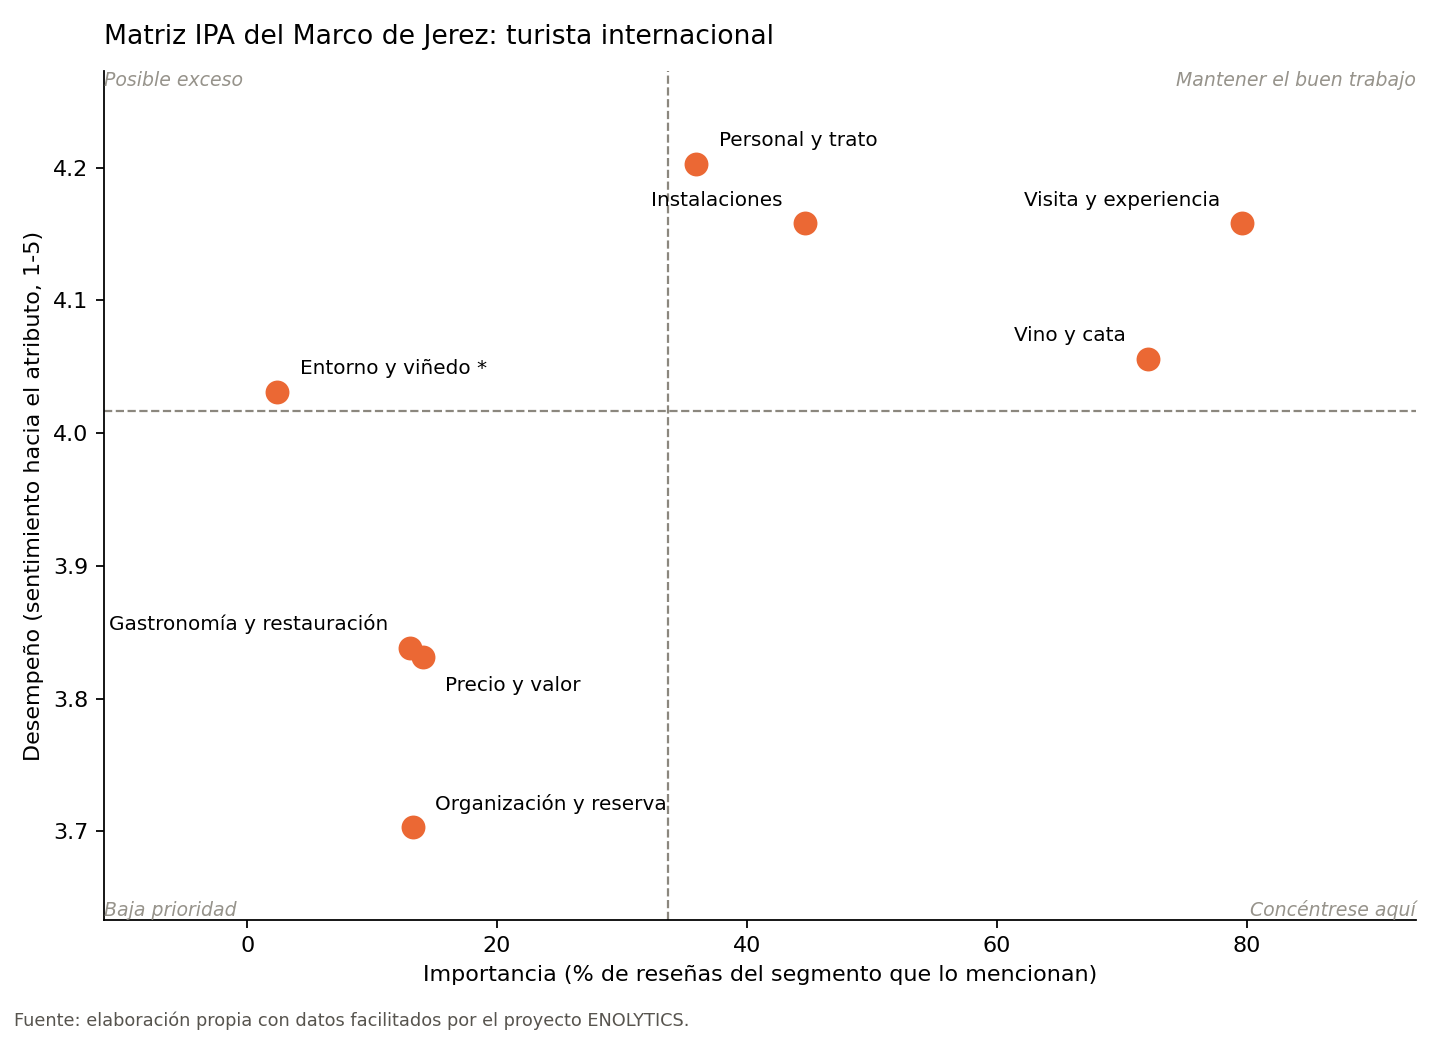 Matriz IPA del Marco de Jerez: turista internacional
Posible exceso
Mantener el buen trabajo
Personal y trato
Instalaciones
Visita y experiencia
Vino y cata
Entorno y viñedo *
Gastronomía y restauración
Precio y valor
Organización y reserva
Baja prioridad
Concéntrese aquí
Desempeño (sentimiento hacia el atributo, 1-5)
4.2
4.1
4.0
3.9
3.8
3.7
0 20 40 60 80
Importancia (% de reseñas del segmento que lo mencionan)
Fuente: elaboración propia con datos facilitados por el proyecto ENOLYTICS.